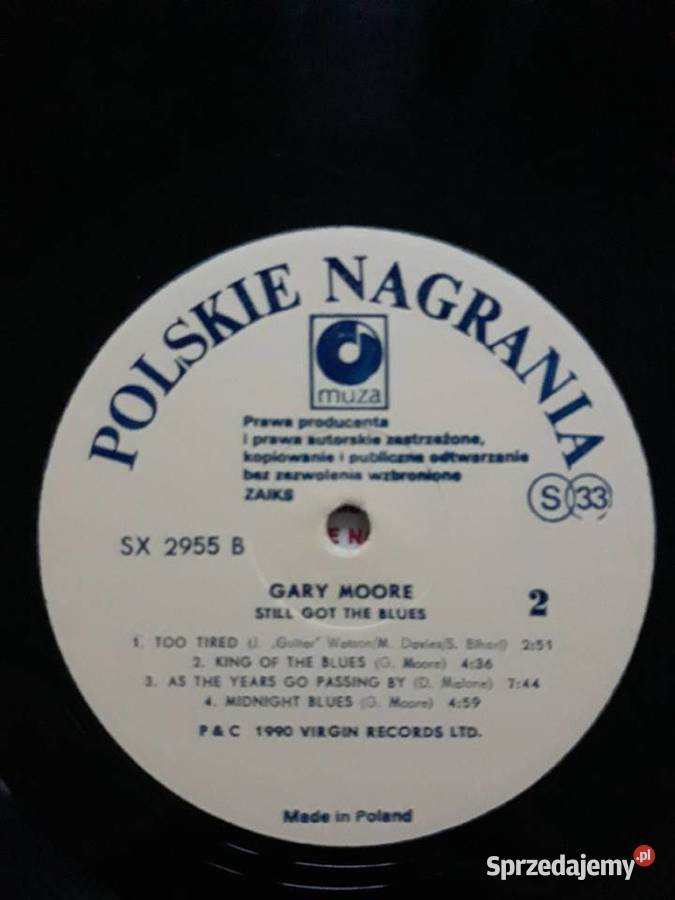 POLSKIE NAGRANIA
muza
Prawa producenta
i prawa autorskie zastrzeżone,
kopiowanie i publiczne odtwarzanie
bez zezwolenia wzbronione
ZAIKS
S 33
E N
SX 2955 B
GARY MOORE
STILL GOT THE BLUES
2
1. TOO TIRED (J. „Guitar" Watson/M. Davies/S. Bihari) 2:51
2. KING OF THE BLUES (G. Moore) 4:36
3. AS THE YEARS GO PASSING BY (D. Malone) 7:44
4. MIDNIGHT BLUES (G. Moore) 4:59
P & C 1990 VIRGIN RECORDS LTD.
Made in Poland
Sprzedajemy.pl